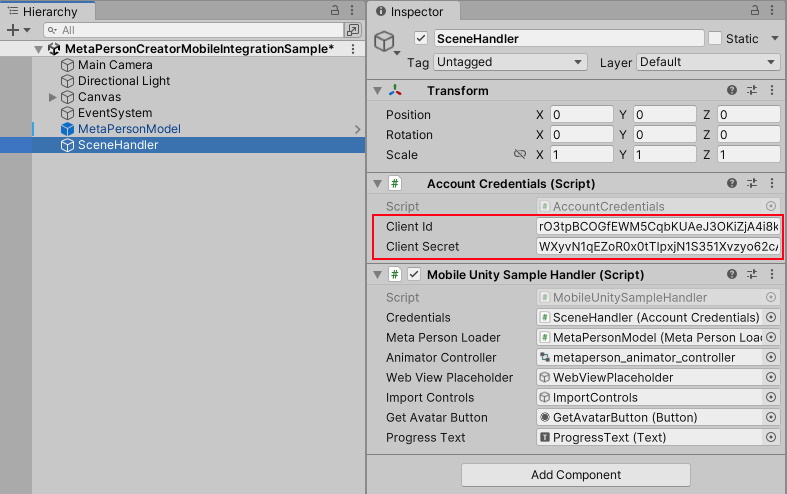 Hierarchy
All
MetaPersonCreatorMobileIntegrationSample*
Main Camera
Directional Light
Canvas
EventSystem
MetaPersonModel
SceneHandler
Inspector
SceneHandler
Static
Tag Untagged Layer Default
Transform
Position X 0 Y 0 Z 0
Rotation X 0 Y 0 Z 0
Scale X 1 Y 1 Z 1
# Account Credentials (Script)
Script # AccountCredentials
Client Id rO3tpBCOGfEWM5CqbKUAeJ3OKiZjA4i8k
Client Secret WXyvN1qEZoR0x0tTlpxjN1S351Xvzyo62cA
# Mobile Unity Sample Handler (Script)
Script # MobileUnitySampleHandler
Credentials # SceneHandler (Account Credentials)
Meta Person Loader # MetaPersonModel (Meta Person Load
Animator Controller metaperson_animator_controller
Web View Placeholder WebViewPlaceholder
Import Controls ImportControls
Get Avatar Button GetAvatarButton (Button)
Progress Text T ProgressText (Text)
Add Component